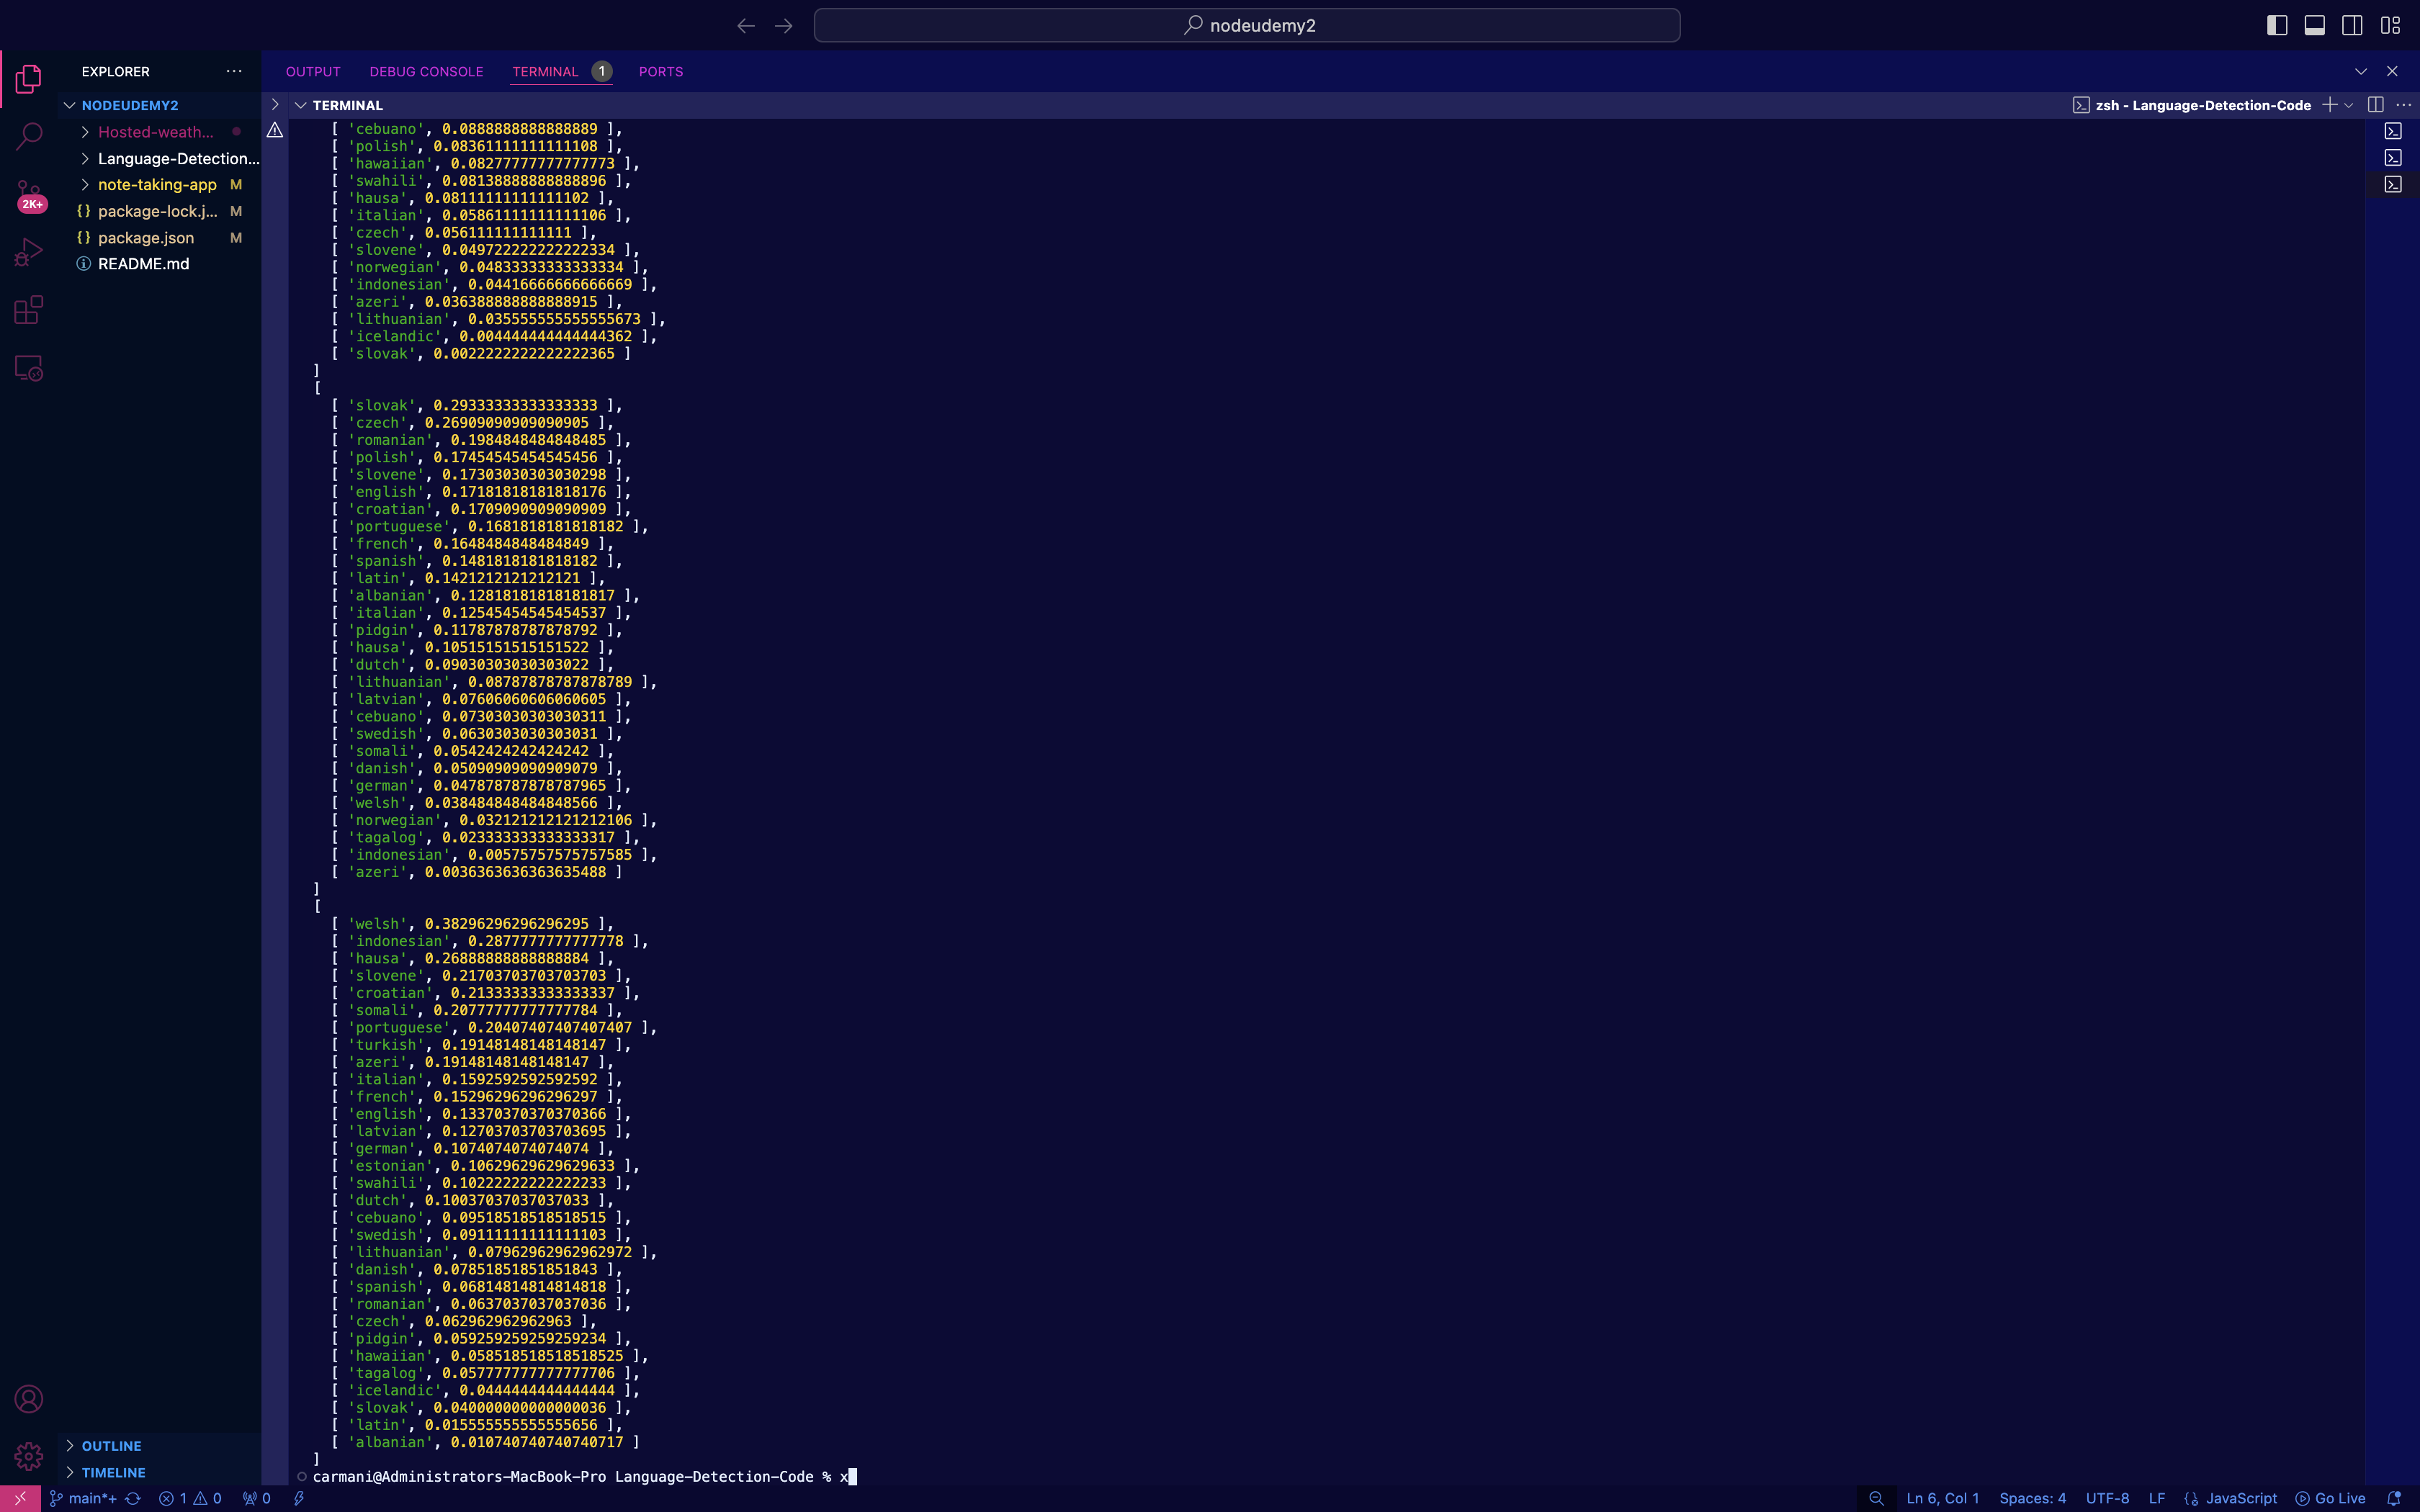 nodeudemy2
EXPLORER
OUTPUT DEBUG CONSOLE TERMINAL 1 PORTS
NODEUDEMY2
TERMINAL
zsh - Language-Detection-Code
Hosted-weath...
Language-Detection...
note-taking-app M
package-lock.j... M
package.json M
README.md
2K+
[ 'cebuano', 0.0888888888888889 ],
[ 'polish', 0.08361111111111108 ],
[ 'hawaiian', 0.08277777777777773 ],
[ 'swahili', 0.08138888888888896 ],
[ 'hausa', 0.08111111111111102 ],
[ 'italian', 0.05861111111111106 ],
[ 'czech', 0.056111111111111 ],
[ 'slovene', 0.049722222222222334 ],
[ 'norwegian', 0.04833333333333334 ],
[ 'indonesian', 0.04416666666666669 ],
[ 'azeri', 0.036388888888888915 ],
[ 'lithuanian', 0.035555555555555673 ],
[ 'icelandic', 0.004444444444444362 ],
[ 'slovak', 0.0022222222222222365 ]
]
[
[ 'slovak', 0.29333333333333333 ],
[ 'czech', 0.26909090909090905 ],
[ 'romanian', 0.1984848484848485 ],
[ 'polish', 0.17454545454545456 ],
[ 'slovene', 0.17303030303030298 ],
[ 'english', 0.17181818181818176 ],
[ 'croatian', 0.1709090909090909 ],
[ 'portuguese', 0.1681818181818182 ],
[ 'french', 0.1648484848484849 ],
[ 'spanish', 0.1481818181818182 ],
[ 'latin', 0.1421212121212121 ],
[ 'albanian', 0.12818181818181817 ],
[ 'italian', 0.12545454545454537 ],
[ 'pidgin', 0.11787878787878792 ],
[ 'hausa', 0.10515151515151522 ],
[ 'dutch', 0.09030303030303022 ],
[ 'lithuanian', 0.08787878787878789 ],
[ 'latvian', 0.07606060606060605 ],
[ 'cebuano', 0.07303030303030311 ],
[ 'swedish', 0.0630303030303031 ],
[ 'somali', 0.0542424242424242 ],
[ 'danish', 0.05090909090909079 ],
[ 'german', 0.047878787878787965 ],
[ 'welsh', 0.038484848484848566 ],
[ 'norwegian', 0.032121212121212106 ],
[ 'tagalog', 0.023333333333333317 ],
[ 'indonesian', 0.00575757575757585 ],
[ 'azeri', 0.0036363636363635488 ]
]
[
[ 'welsh', 0.38296296296296295 ],
[ 'indonesian', 0.2877777777777778 ],
[ 'hausa', 0.26888888888888884 ],
[ 'slovene', 0.21703703703703703 ],
[ 'croatian', 0.21333333333333337 ],
[ 'somali', 0.20777777777777784 ],
[ 'portuguese', 0.20407407407407407 ],
[ 'turkish', 0.19148148148148147 ],
[ 'azeri', 0.19148148148148147 ],
[ 'italian', 0.1592592592592592 ],
[ 'french', 0.15296296296296297 ],
[ 'english', 0.13370370370370366 ],
[ 'latvian', 0.12703703703703695 ],
[ 'german', 0.1074074074074074 ],
[ 'estonian', 0.10629629629629633 ],
[ 'swahili', 0.10222222222222233 ],
[ 'dutch', 0.10037037037037033 ],
[ 'cebuano', 0.09518518518518515 ],
[ 'swedish', 0.09111111111111103 ],
[ 'lithuanian', 0.07962962962962972 ],
[ 'danish', 0.07851851851851843 ],
[ 'spanish', 0.06814814814814818 ],
[ 'romanian', 0.0637037037037036 ],
[ 'czech', 0.062962962962963 ],
[ 'pidgin', 0.059259259259259234 ],
[ 'hawaiian', 0.058518518518518525 ],
[ 'tagalog', 0.057777777777777706 ],
[ 'icelandic', 0.0444444444444444 ],
[ 'slovak', 0.040000000000000036 ],
[ 'latin', 0.015555555555555656 ],
[ 'albanian', 0.010740740740740717 ]
]
carmani@Administrators-MacBook-Pro Language-Detection-Code % x
OUTLINE
TIMELINE
main*+ 1 0 0 Ln 6, Col 1 Spaces: 4 UTF-8 LF JavaScript Go Live